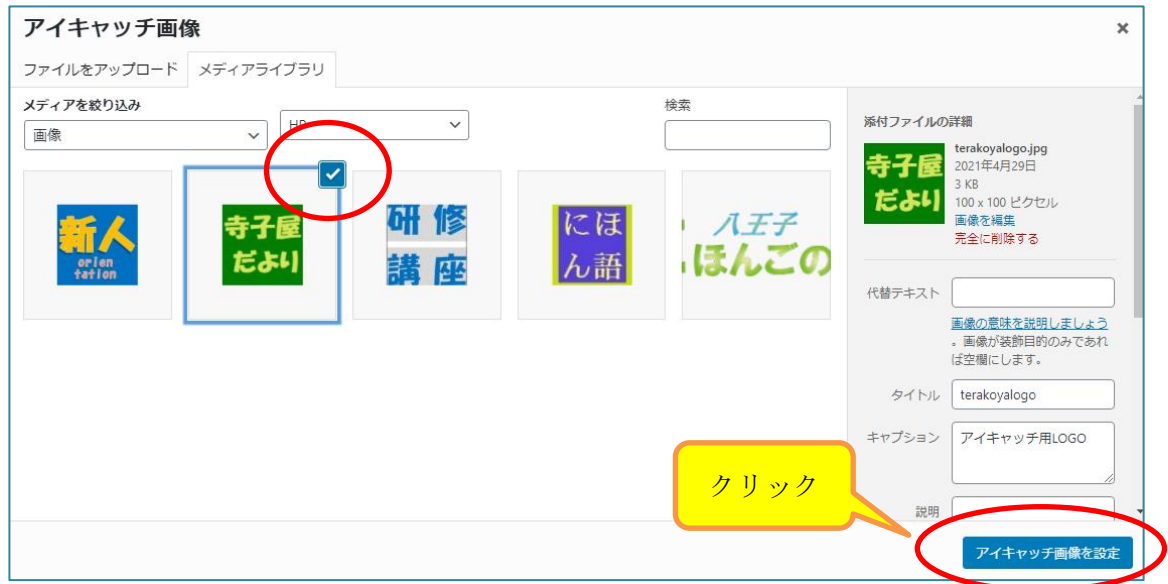 アイキャッチ画像
×
ファイルをアップロード メディアライブラリ
メディアを絞り込み
画像
HP
検索
新人
orien
tation
寺子屋
だより
研 修
講 座
にほ
ん語
八王子
ほんごの
添付ファイルの詳細
寺子屋
だより
terakoyalogo.jpg
2021年4月29日
3 KB
100 x 100 ピクセル
画像を編集
完全に削除する
代替テキスト
画像の意味を説明しましょう
。画像が装飾目的のみであれ
ば空欄にします。
タイトル terakoyalogo
キャプション アイキャッチ用LOGO
説明
クリック
アイキャッチ画像を設定